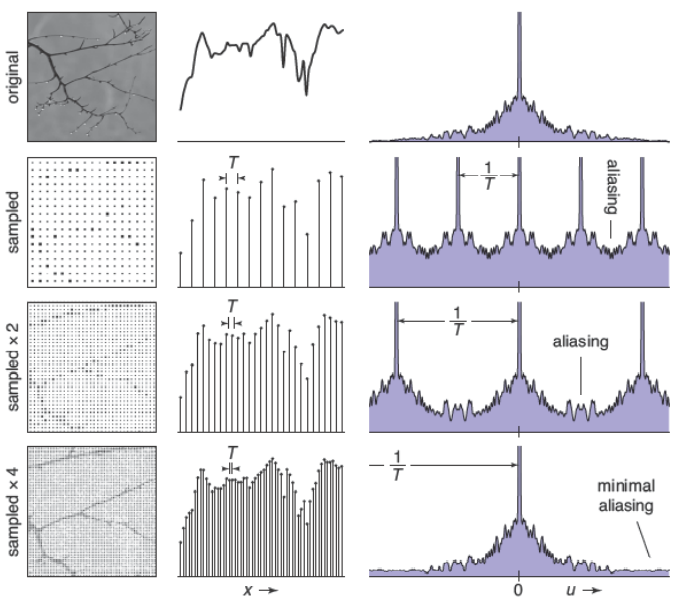 original
sampled
T
1
T
aliasing
sampled × 2
T
1
T
aliasing
sampled × 4
T
1
T
minimal
aliasing
x →
0
u →